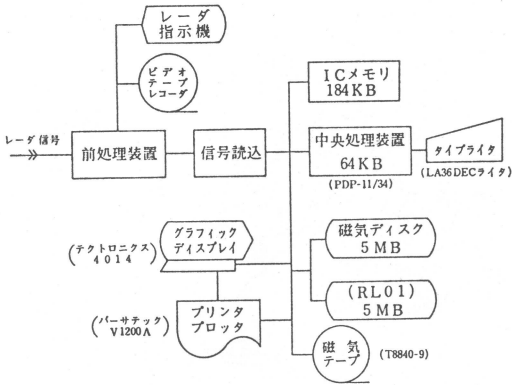 レーダ
指示機
ビデオ
テープ
レコーダ
ICメモリ
184KB
レーダ信号
前処理装置
信号読込
中央処理装置
64KB
(PDP-11/34)
タイプライタ
(LA36DECライタ)
グラフィック
ディスプレイ
(テクトロニクス
4014)
磁気ディスク
5MB
(RL01)
5MB
プリンタ
プロッタ
(バーサテック
V1200A)
磁気
テープ
(T8840-9)